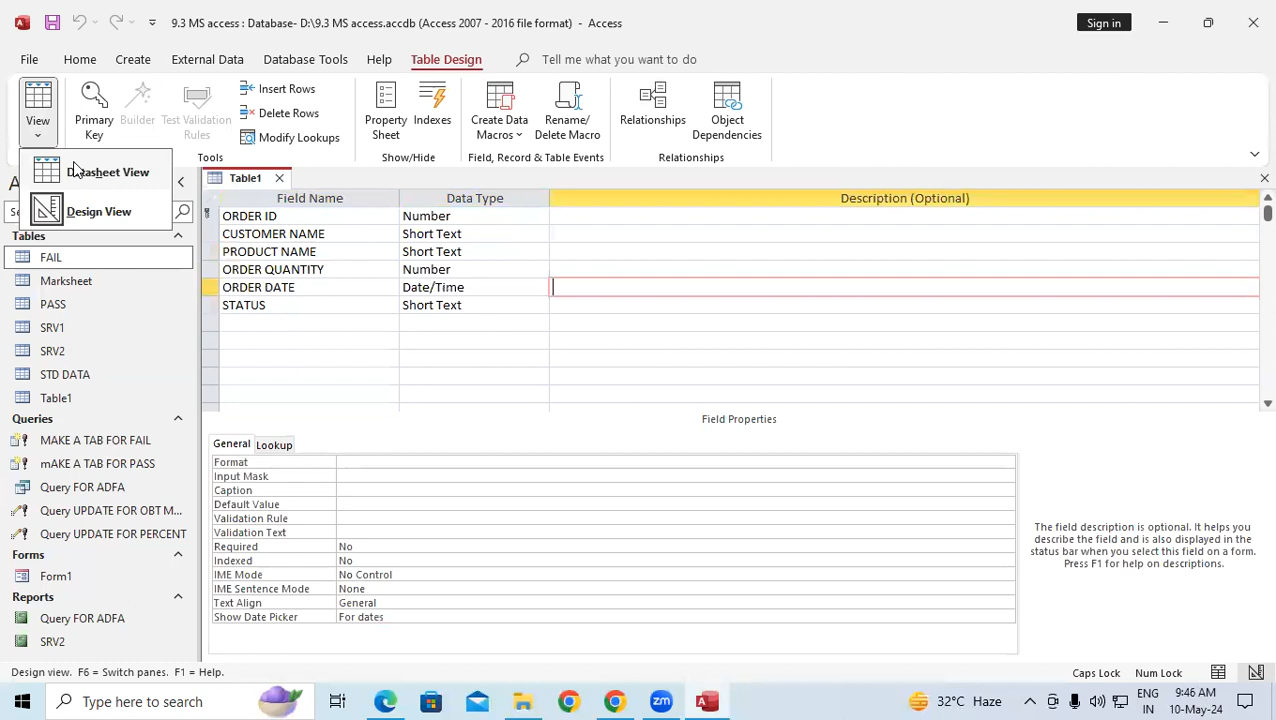 9.3 MS access : Database- D:\9.3 MS access.accdb (Access 2007 - 2016 file format) - Access
Sign in
File Home Create External Data Database Tools Help Table Design Tell me what you want to do
View
Primary Key
Builder
Test Validation Rules
Insert Rows
Delete Rows
Modify Lookups
Tools
Property Sheet
Indexes
Show/Hide
Create Data Macros
Rename/ Delete Macro
Field, Record & Table Events
Relationships
Object Dependencies
Relationships
Datasheet View
Design View
Tables
FAIL
Marksheet
PASS
SRV1
SRV2
STD DATA
Table1
Queries
MAKE A TAB FOR FAIL
mAKE A TAB FOR PASS
Query FOR ADFA
Query UPDATE FOR OBT M...
Query UPDATE FOR PERCENT
Forms
Form1
Reports
Query FOR ADFA
SRV2
Table1
Field Name Data Type Description (Optional)
ORDER ID Number
CUSTOMER NAME Short Text
PRODUCT NAME Short Text
ORDER QUANTITY Number
ORDER DATE Date/Time
STATUS Short Text
Field Properties
General Lookup
Format
Input Mask
Caption
Default Value
Validation Rule
Validation Text
Required No
Indexed No
IME Mode No Control
IME Sentence Mode None
Text Align General
Show Date Picker For dates
The field description is optional. It helps you
describe the field and is also displayed in the
status bar when you select this field on a form.
Press F1 for help on descriptions.
Design view. F6 = Switch panes. F1 = Help.
Caps Lock Num Lock
Type here to search
32°C Haze
ENG
IN
9:46 AM
10-May-24